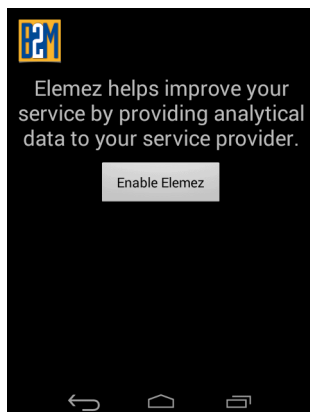 B2M
Elemez helps improve your
service by providing analytical
data to your service provider.
Enable Elemez